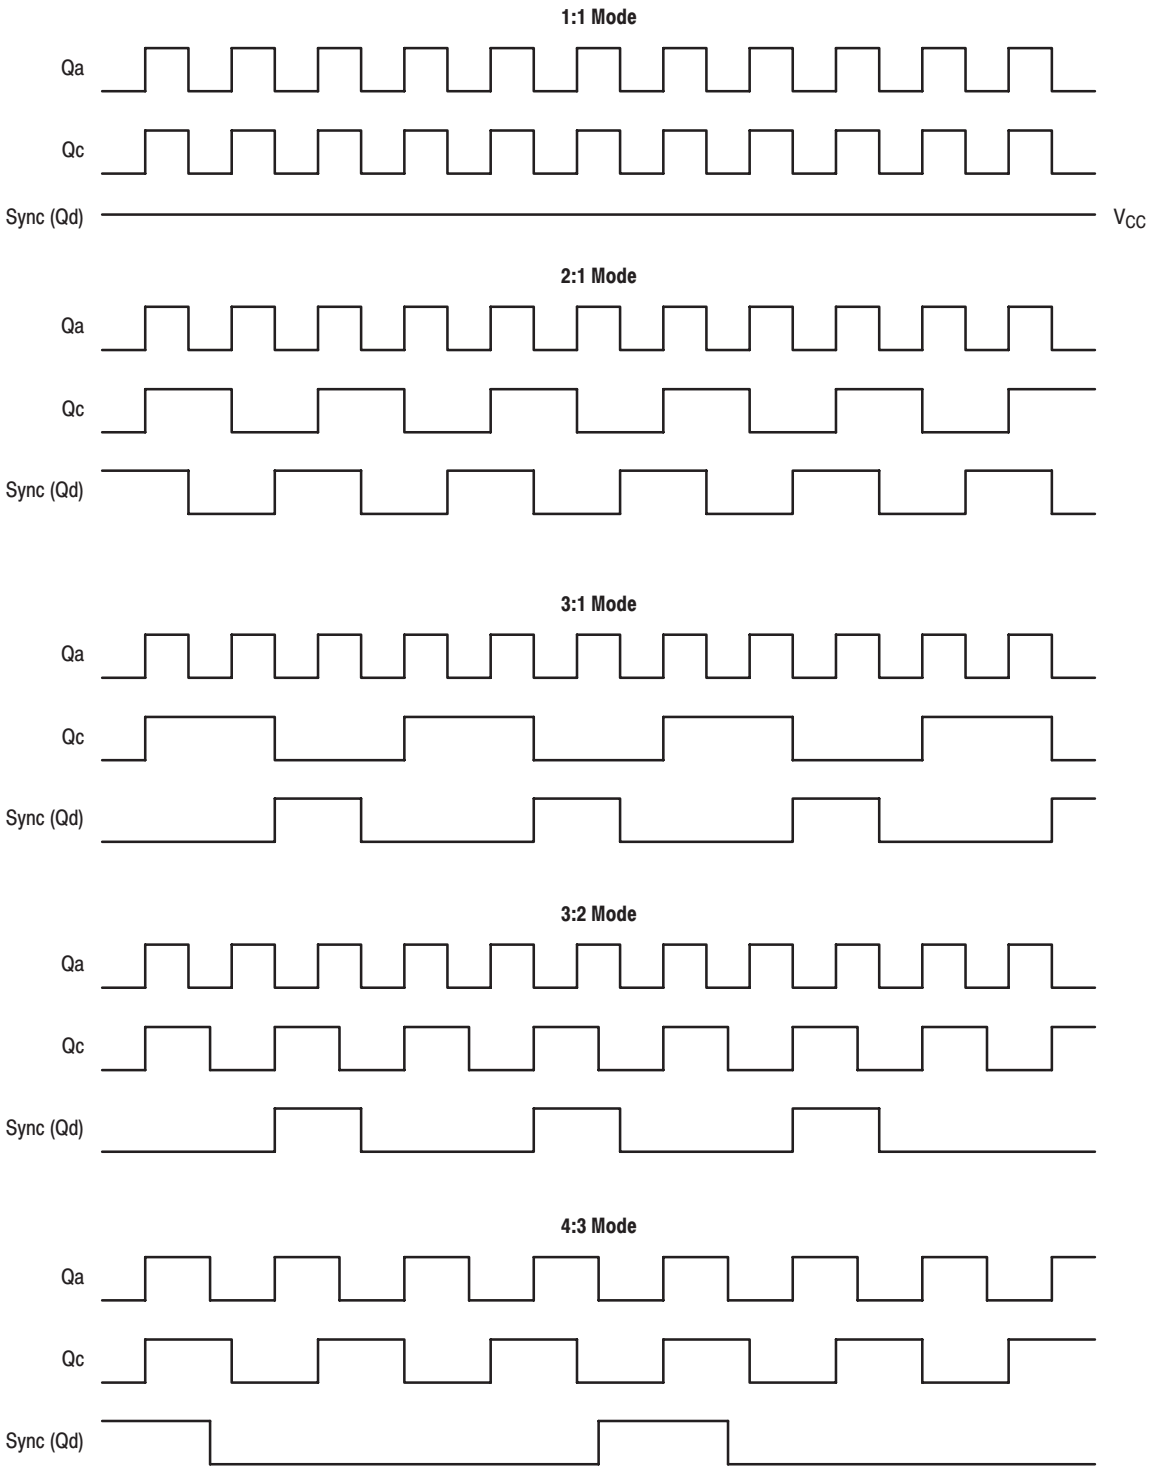 1:1 Mode
Qa
Qc
Sync (Qd)
VCC
2:1 Mode
Qa
Qc
Sync (Qd)
3:1 Mode
Qa
Qc
Sync (Qd)
3:2 Mode
Qa
Qc
Sync (Qd)
4:3 Mode
Qa
Qc
Sync (Qd)